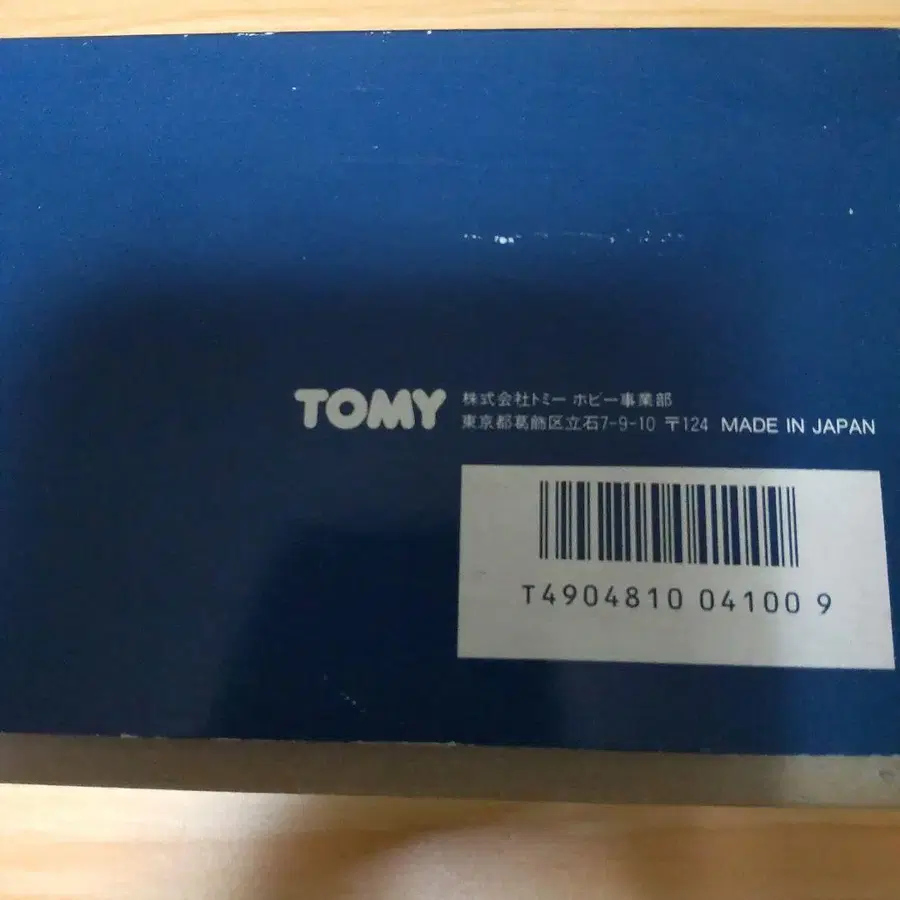 TOMY
株式会社トミー ホビー事業部
東京都葛飾区立石7-9-10 〒124 MADE IN JAPAN
T4904810 04100 9